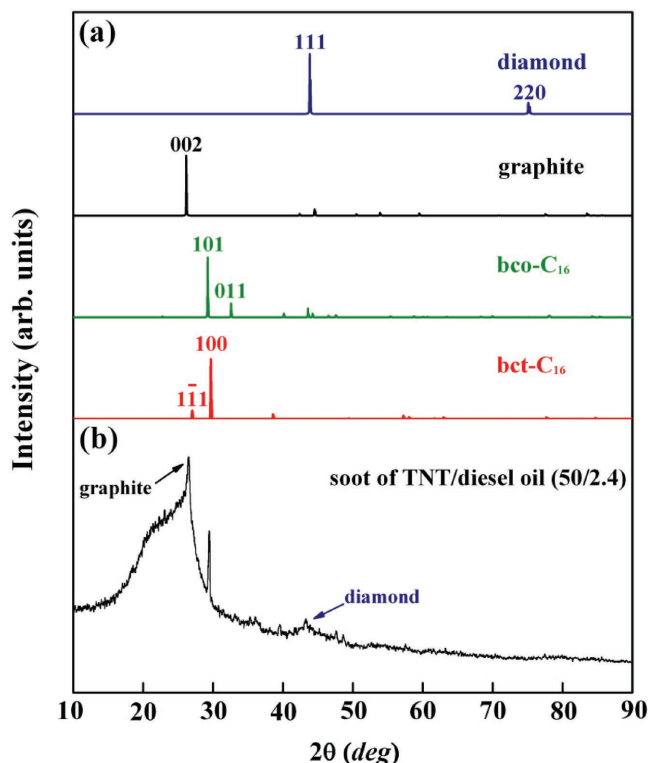 (a)
111
diamond
220
002
graphite
101
bco-C₁₆
011
100
bct-C₁₆
11̅1
(b)
graphite
soot of TNT/diesel oil (50/2.4)
diamond
Intensity (arb. units)
10 20 30 40 50 60 70 80 90
2θ (deg)